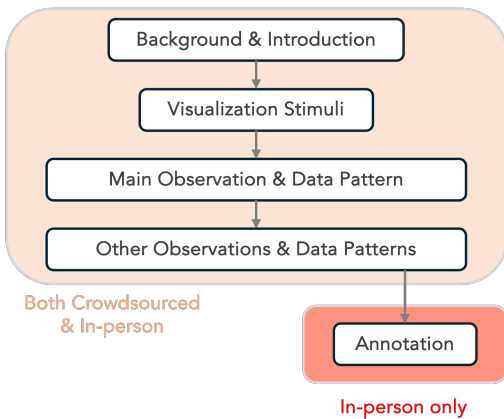 Background & Introduction
Visualization Stimuli
Main Observation & Data Pattern
Other Observations & Data Patterns
Both Crowdsourced
& In-person
Annotation
In-person only